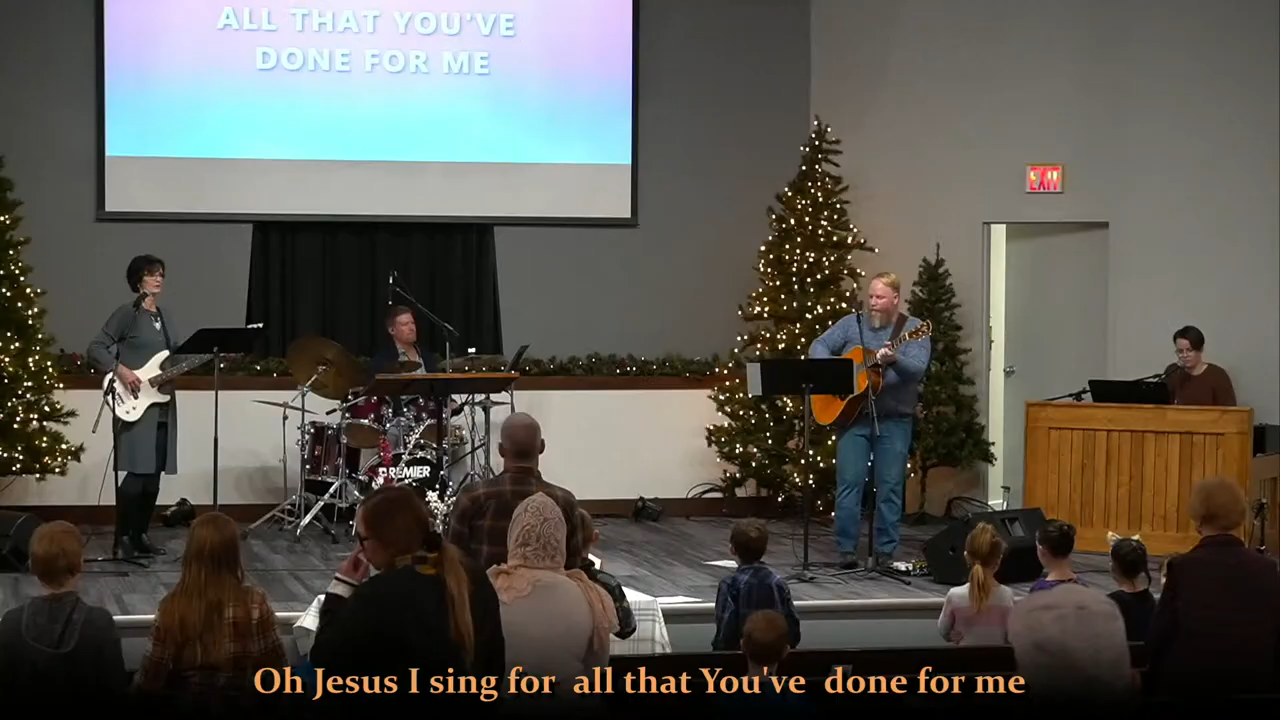 ALL THAT YOU'VE
DONE FOR ME
EXIT
PREMIER
Oh Jesus I sing for  all that You've  done for me